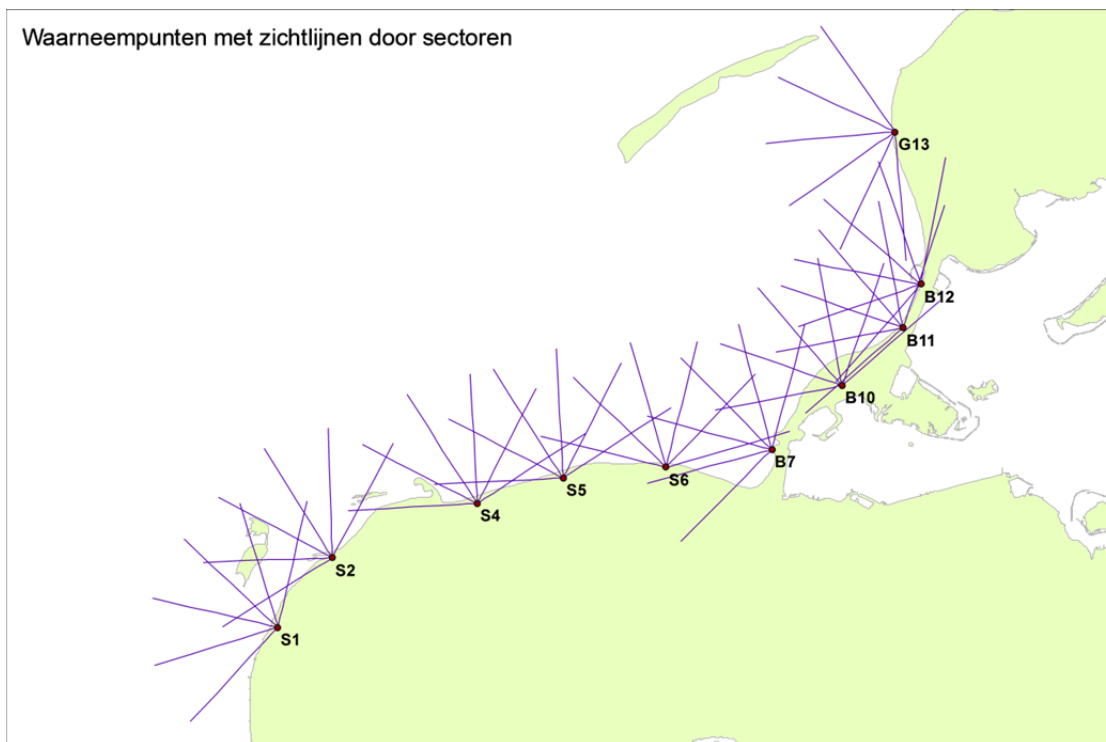 Waarneempunten met zichtlijnen door sectoren
G13
B12
B11
B10
B7
S6
S5
S4
S2
S1